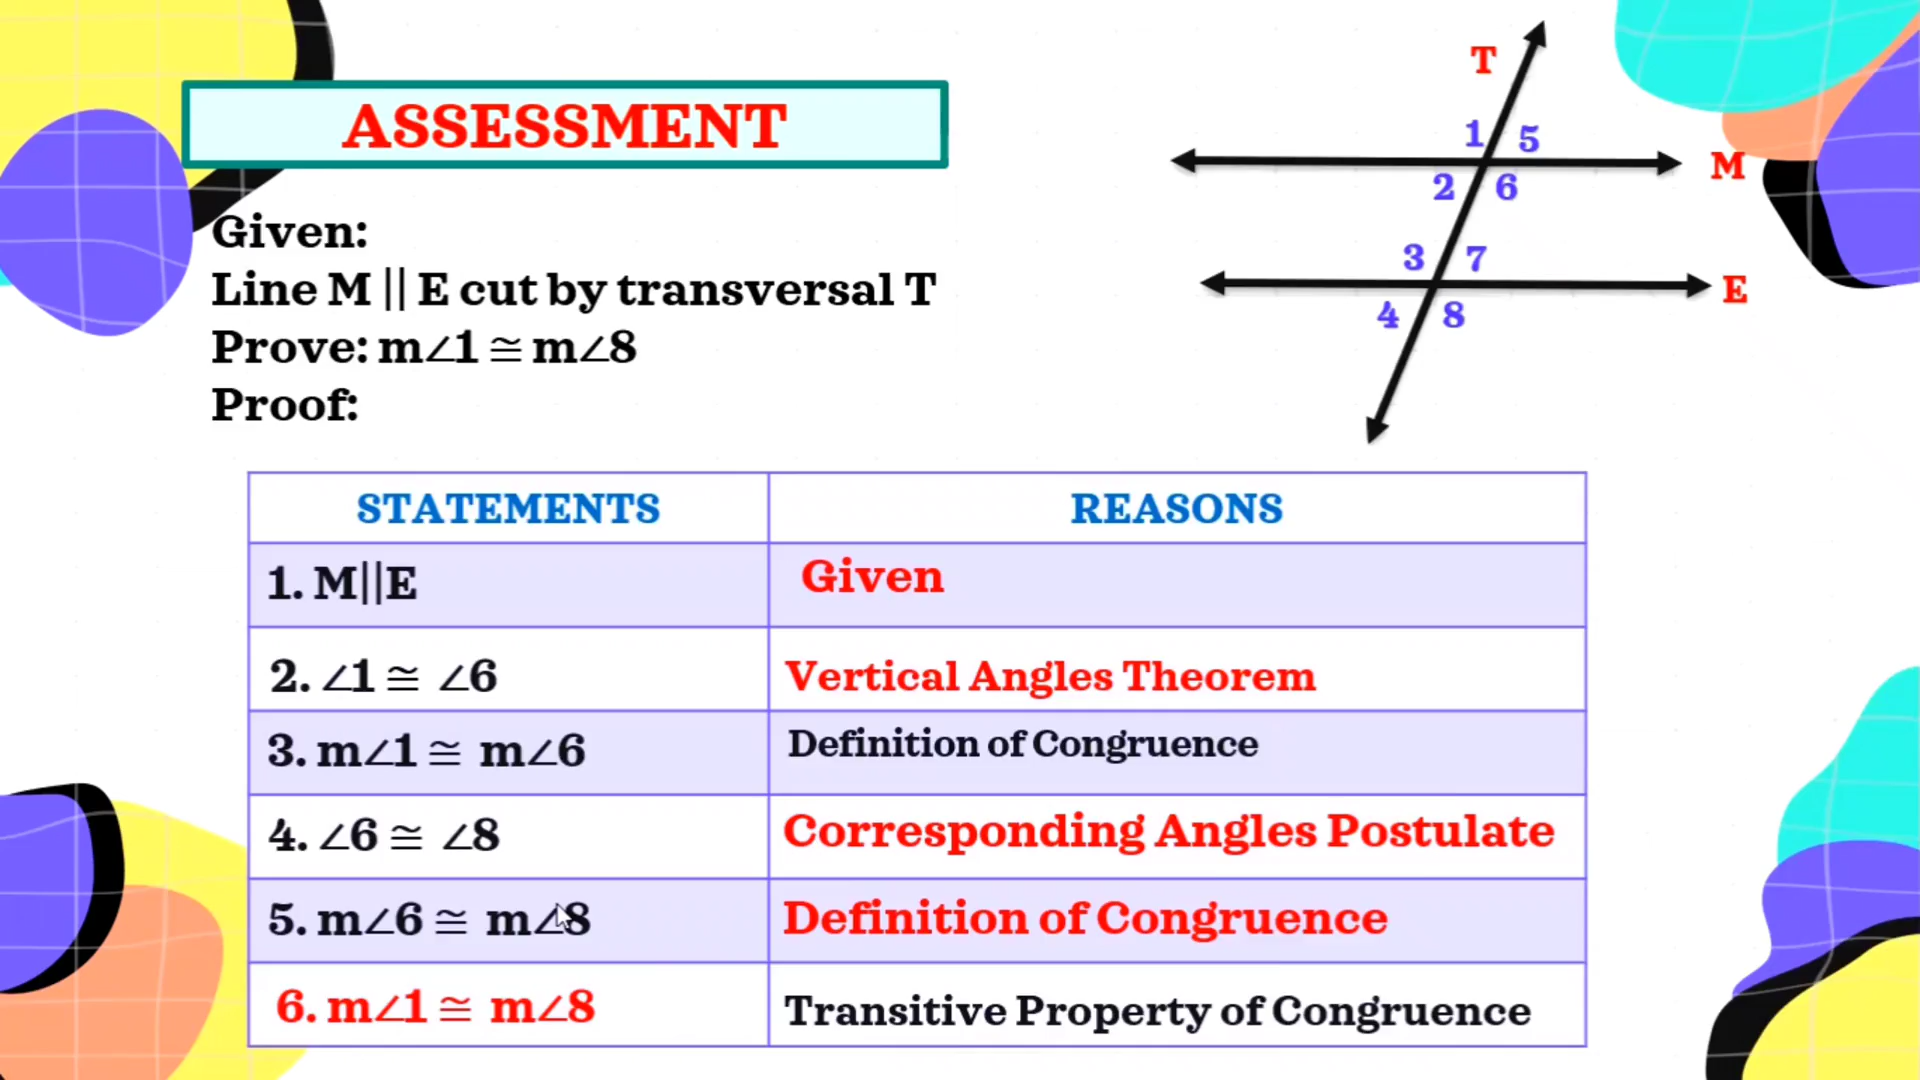 ASSESSMENT
Given:
Line M || E cut by transversal T
Prove: m∠1 ≅ m∠8
Proof:
T
1 5
M
2 6
3 7
E
4 8
STATEMENTS REASONS
1. M||E Given
2. ∠1 ≅ ∠6 Vertical Angles Theorem
3. m∠1 ≅ m∠6 Definition of Congruence
4. ∠6 ≅ ∠8 Corresponding Angles Postulate
5. m∠6 ≅ m∠8 Definition of Congruence
6. m∠1 ≅ m∠8 Transitive Property of Congruence